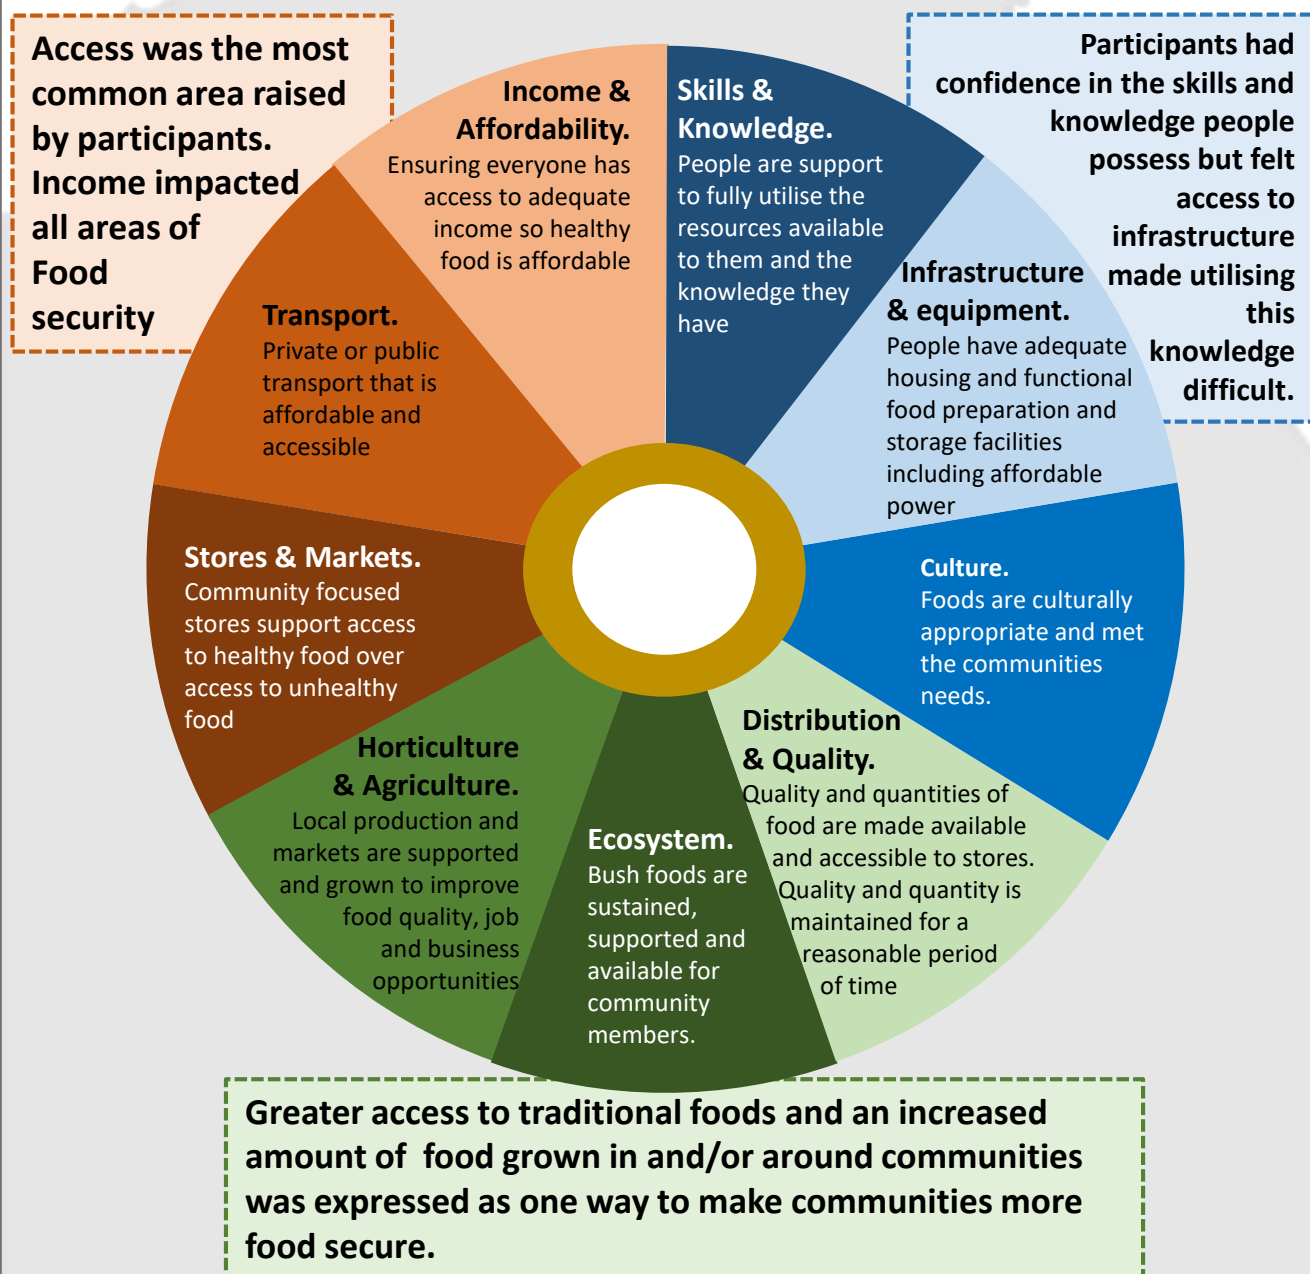 Access was the most
common area raised
by participants.
Income impacted
all areas of
Food
security
Income &
Affordability.
Ensuring everyone has
access to adequate
income so healthy
food is affordable
Skills &
Knowledge.
People are support
to fully utilise the
resources available
to them and the
knowledge they
have
Participants had
confidence in the skills and
knowledge people
possess but felt
access to
infrastructure
made utilising
this
knowledge
difficult.
Transport.
Private or public
transport that is
affordable and
accessible
Infrastructure
& equipment.
People have adequate
housing and functional
food preparation and
storage facilities
including affordable
power
Stores & Markets.
Community focused
stores support access
to healthy food over
access to unhealthy
food
Culture.
Foods are culturally
appropriate and met
the communities
needs.
Horticulture
& Agriculture.
Local production and
markets are supported
and grown to improve
food quality, job
and business
opportunities
Ecosystem.
Bush foods are
sustained,
supported and
available for
community
members.
Distribution
& Quality.
Quality and quantities of
food are made available
and accessible to stores.
Quality and quantity is
maintained for a
reasonable period
of time
Greater access to traditional foods and an increased
amount of  food grown in and/or around communities
was expressed as one way to make communities more
food secure.